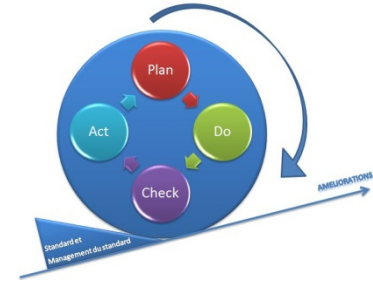 Plan
Act
Do
Check
AMELIORATIONS
Standard et
Management du standard